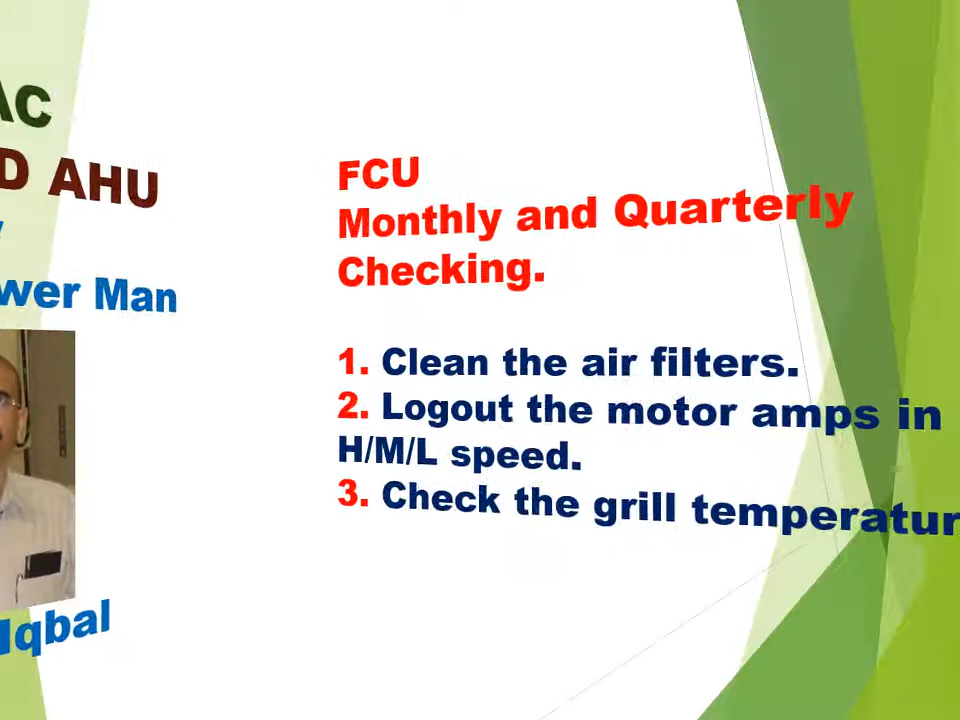 AC
D AHU
wer Man
Iqbal
FCU
Monthly and Quarterly
Checking.
1. Clean the air filters.
2. Logout the motor amps in
H/M/L speed.
3. Check the grill temperatur